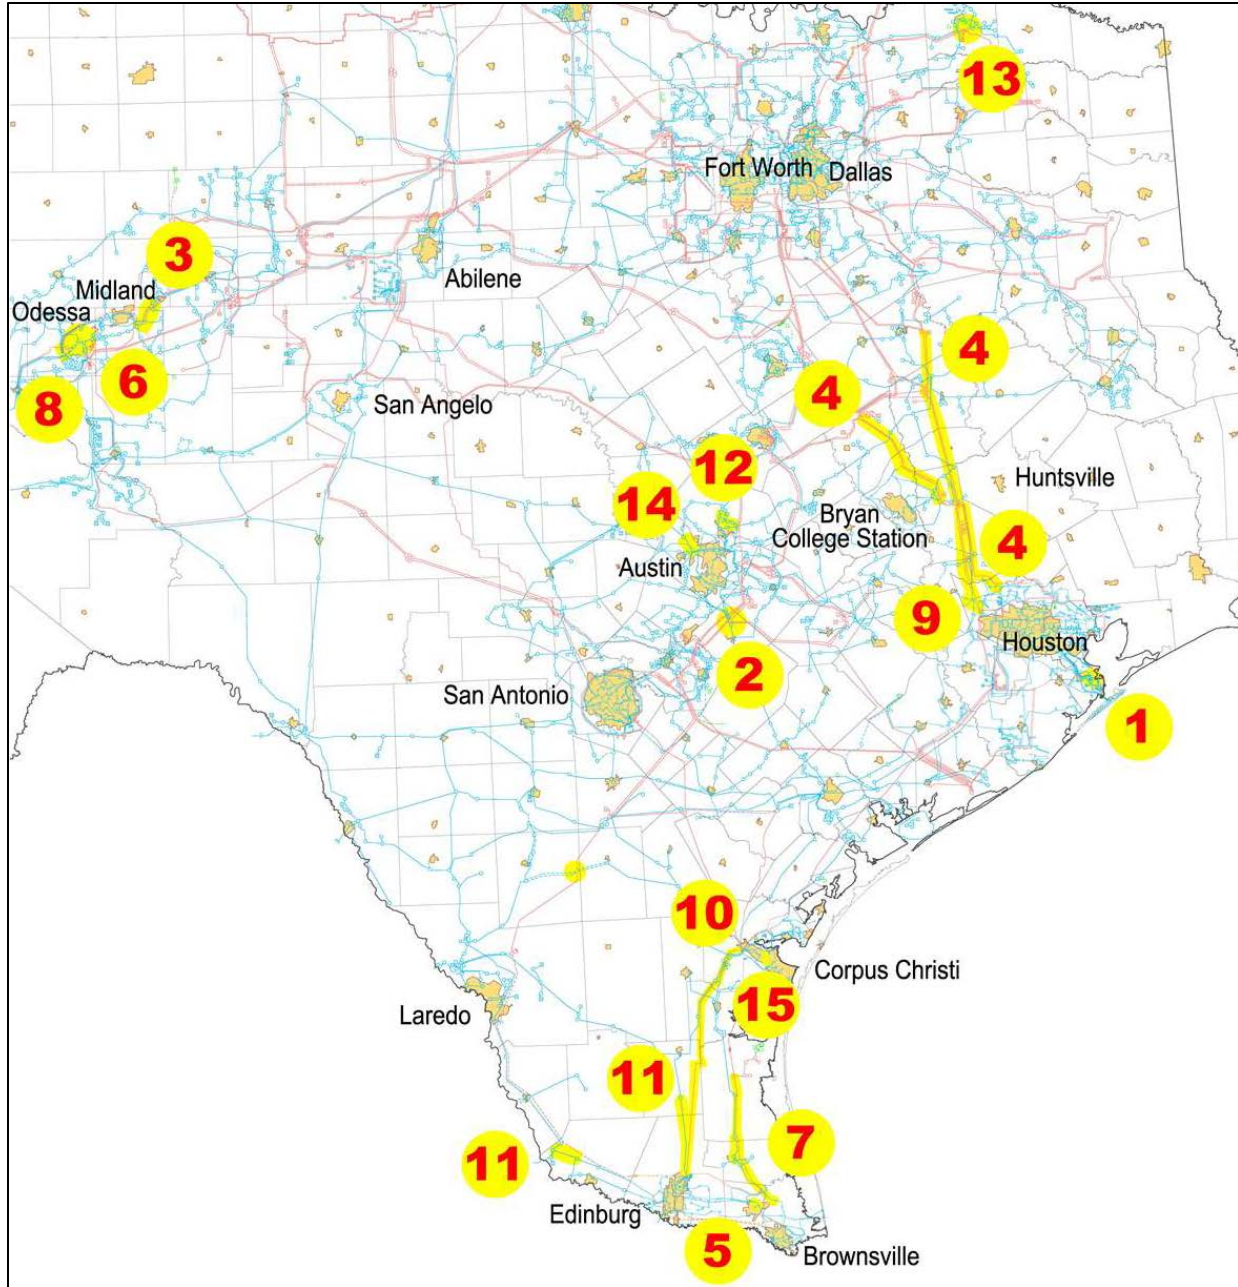 13
Fort Worth
Dallas
3
Midland
Odessa
Abilene
6
8
4
4
San Angelo
12
14
Huntsville
Bryan
College Station
4
Austin
9
Houston
2
San Antonio
1
10
Corpus Christi
15
Laredo
11
7
11
Edinburg
5
Brownsville